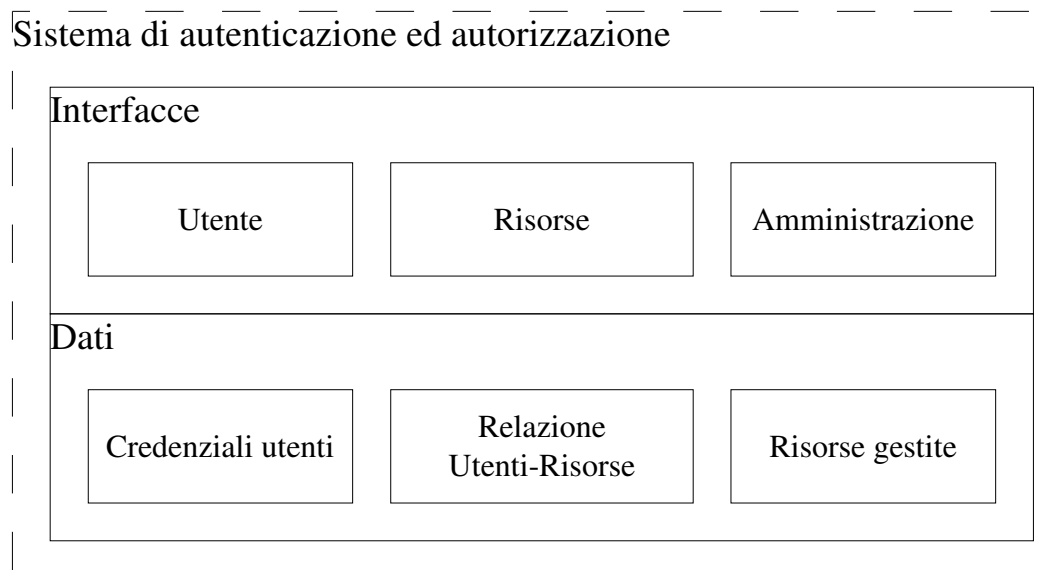 Sistema di autenticazione ed autorizzazione
Interfacce
Utente
Risorse
Amministrazione
Dati
Credenziali utenti
Relazione
Utenti-Risorse
Risorse gestite